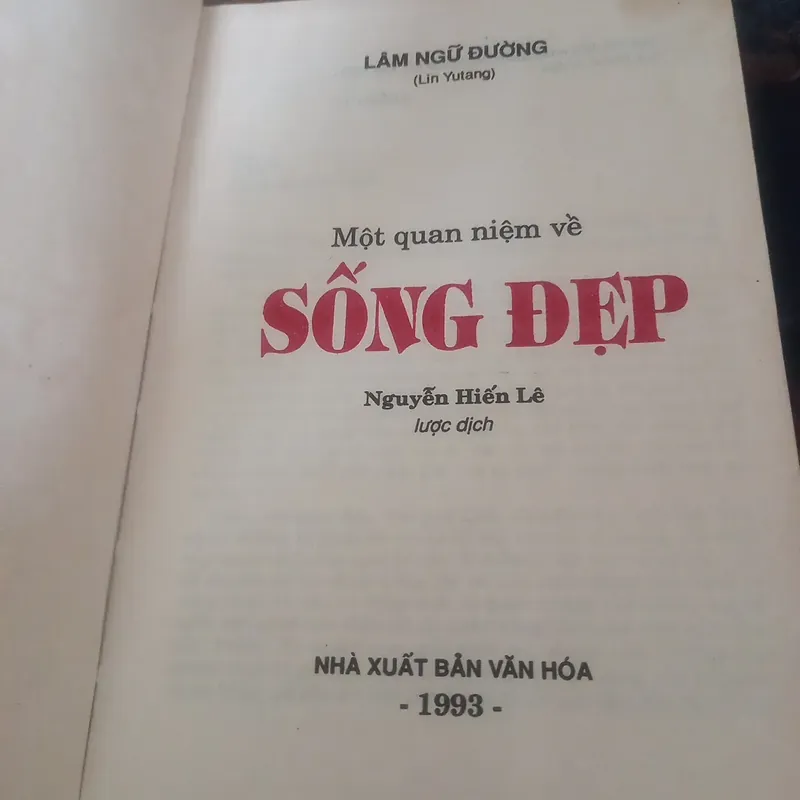 LÂM NGỮ ĐƯỜNG
(Lin Yutang)
Một quan niệm về
SỐNG ĐẸP
Nguyễn Hiến Lê
lược dịch
NHÀ XUẤT BẢN VĂN HÓA
- 1993 -